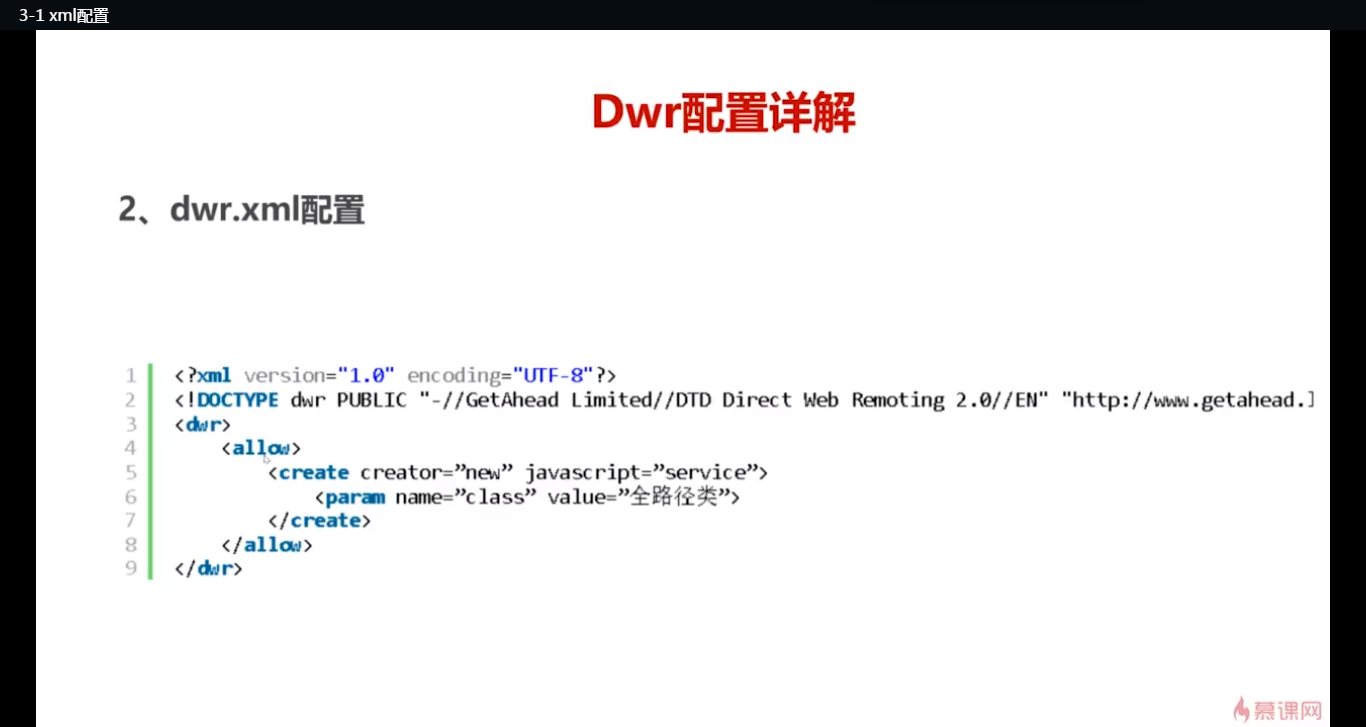 3-1 xml配置
Dwr配置详解
2、dwr.xml配置
1 <?xml version="1.0" encoding="UTF-8"?>
2 <!DOCTYPE dwr PUBLIC "-//GetAhead Limited//DTD Direct Web Remoting 2.0//EN" "http://www.getahead.
3 <dwr>
4 <allow>
5 <create creator=”new” javascript=”service”>
6 <param name=”class” value=”全路径类”>
7 </create>
8 </allow>
9 </dwr>
慕课网